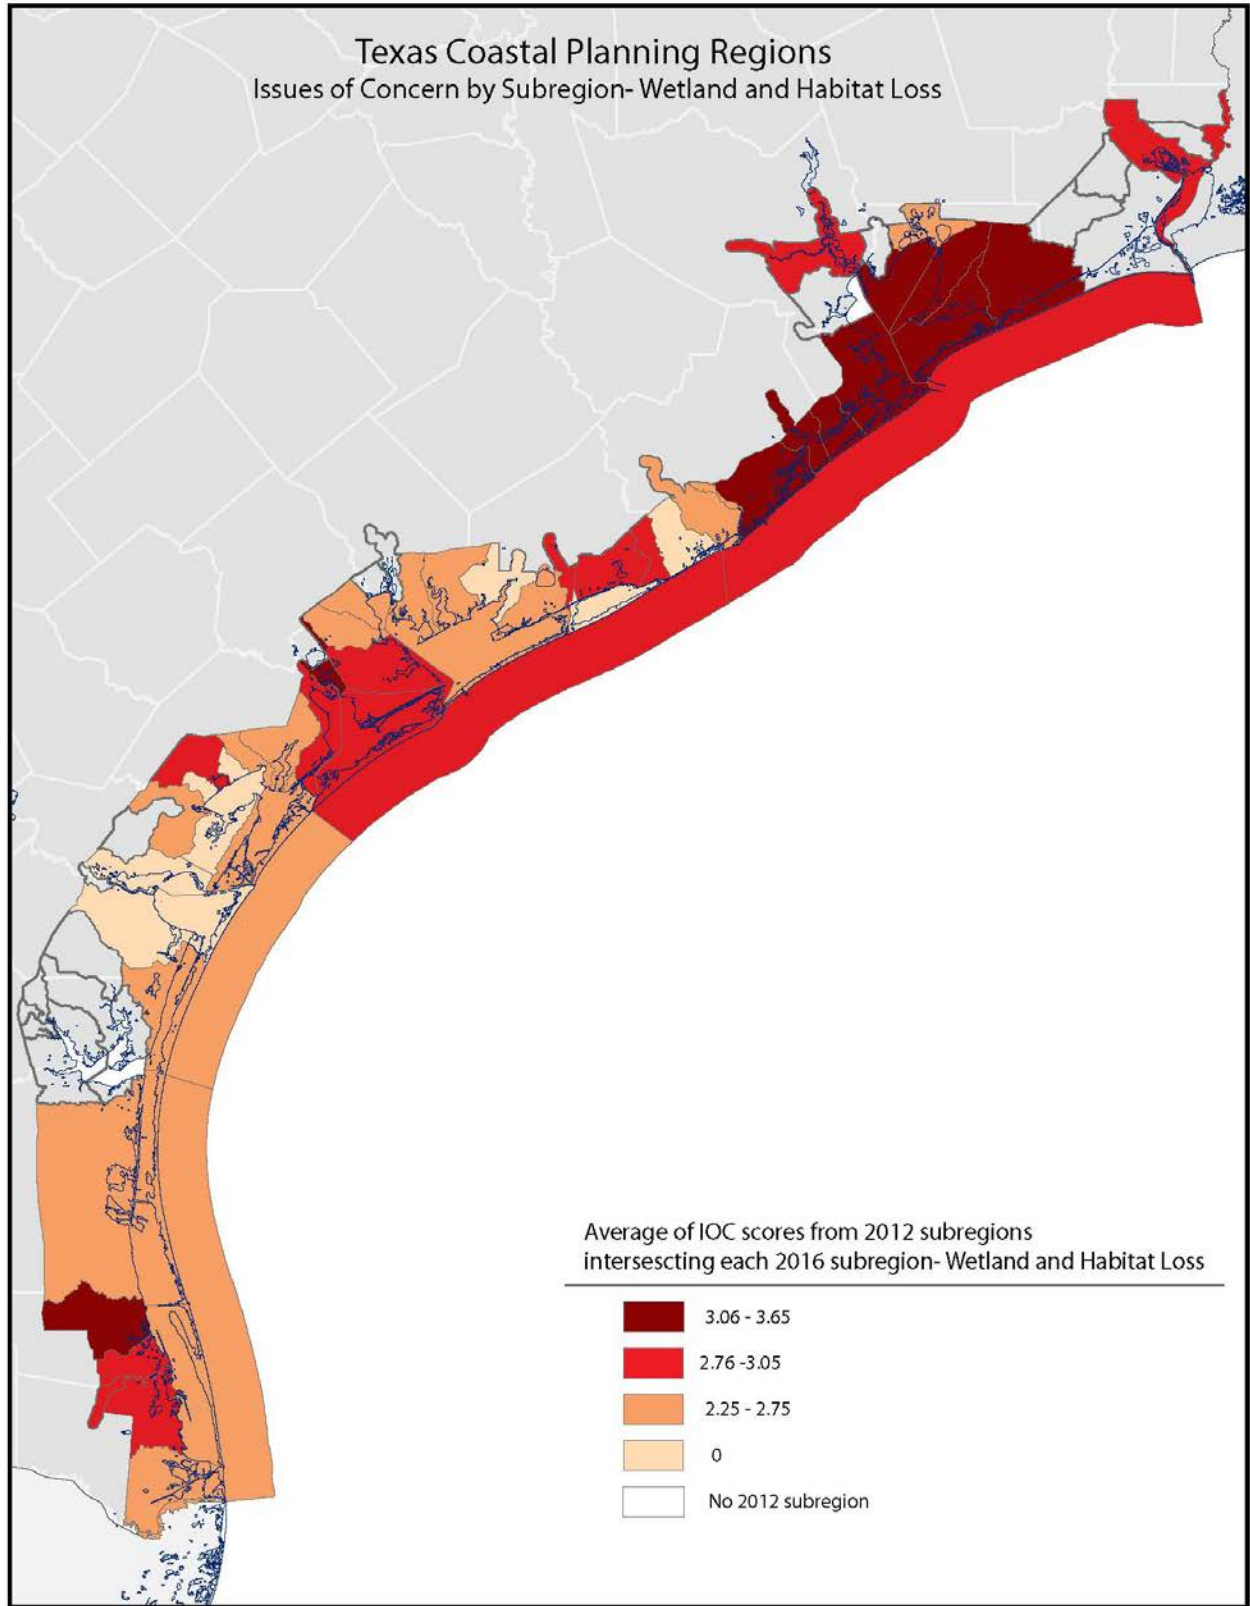 Texas Coastal Planning Regions
Issues of Concern by Subregion- Wetland and Habitat Loss
Average of IOC scores from 2012 subregions
intersescting each 2016 subregion- Wetland and Habitat Loss
3.06 - 3.65
2.76 -3.05
2.25 - 2.75
0
No 2012 subregion